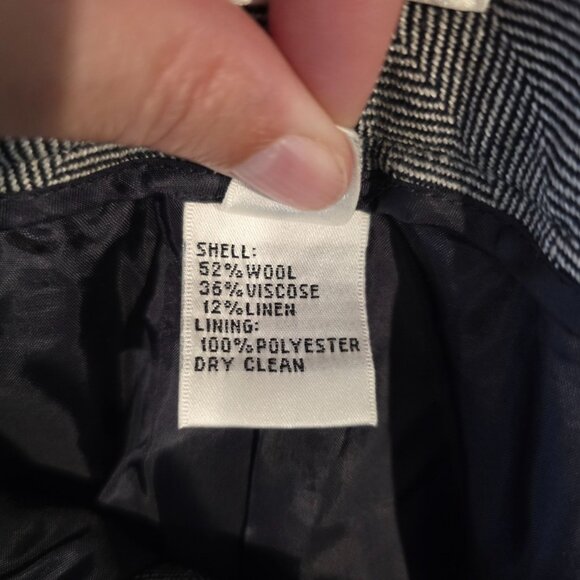 SHELL:
52%WOOL
36%VISCOSE
12%LINEN
LINING:
100%POLYESTER
DRY CLEAN